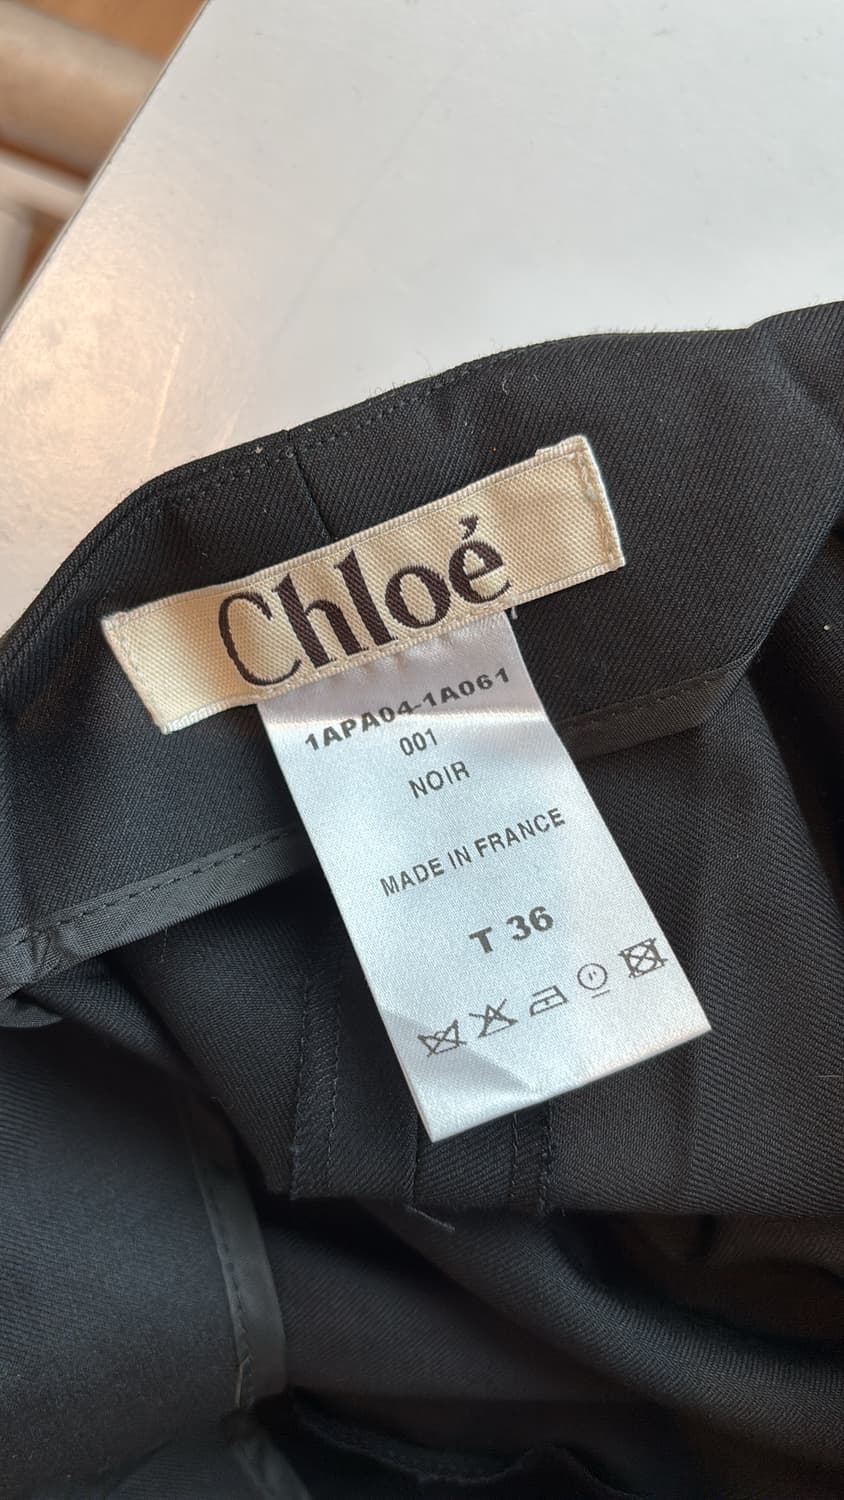 Chloé
1APA04-1A061
001
NOIR
MADE IN FRANCE
T 36